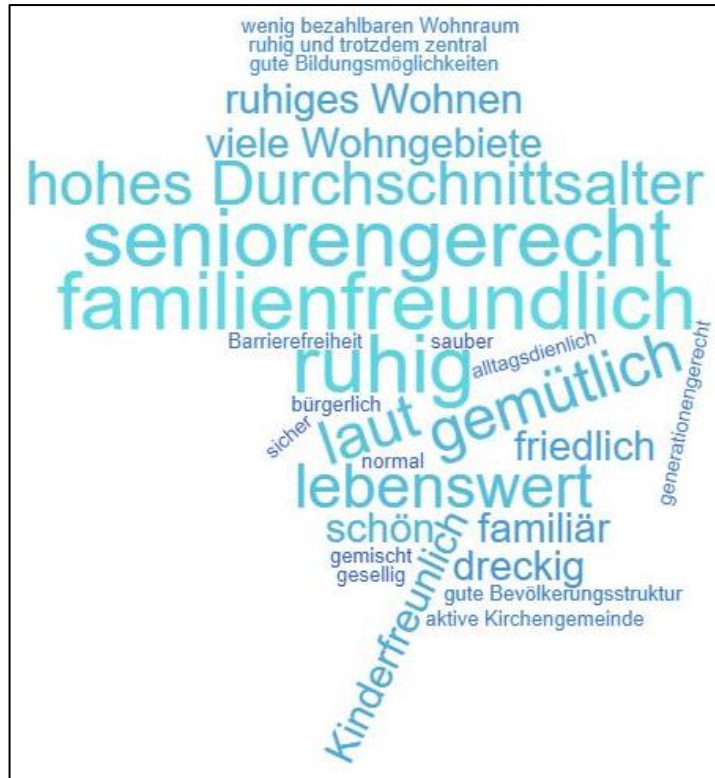 wenig bezahlbaren Wohnraum
ruhig und trotzdem zentral
gute Bildungsmöglichkeiten
ruhiges Wohnen
viele Wohngebiete
hohes Durchschnittsalter
seniorengerecht
familienfreundlich
Barrierefreiheit
sauber
ruhig
alltagsdienlich
generationengerecht
bürgerlich
sicher
laut
gemütlich
normal
friedlich
lebenswert
schön
familiär
gemischt
gesellig
dreckig
Kinderfreunlich
gute Bevölkerungsstruktur
aktive Kirchengemeinde